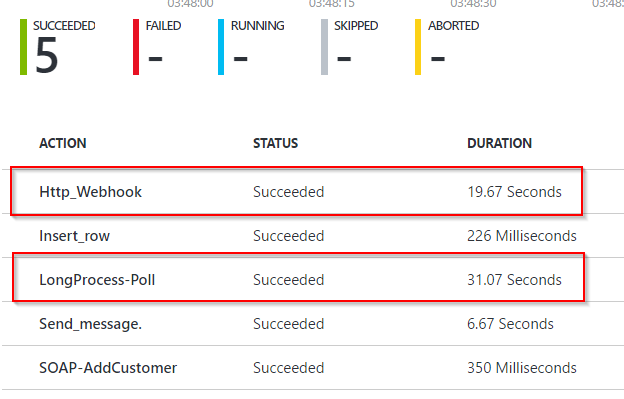 03:48:00 03:48:15 03:48:30 03:48:
SUCCEEDED FAILED RUNNING SKIPPED ABORTED
5 - - - -
ACTION STATUS DURATION
Http_Webhook Succeeded 19.67 Seconds
Insert_row Succeeded 226 Milliseconds
LongProcess-Poll Succeeded 31.07 Seconds
Send_message. Succeeded 6.67 Seconds
SOAP-AddCustomer Succeeded 350 Milliseconds